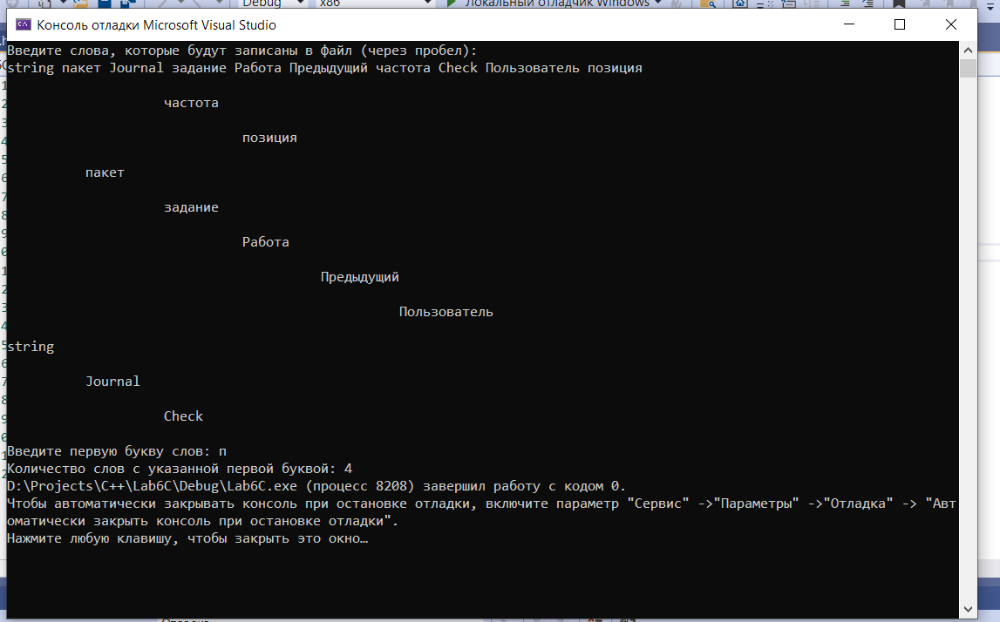 Debug x86 Локальный отладчик Windows
Консоль отладки Microsoft Visual Studio
Введите слова, которые будут записаны в файл (через пробел):
string пакет Journal задание Работа Предыдущий частота Check Пользователь позиция
частота
позиция
пакет
задание
Работа
Предыдущий
Пользователь
string
Journal
Check
Введите первую букву слов: п
Количество слов с указанной первой буквой: 4
D:\Projects\C++\Lab6C\Debug\Lab6C.exe (процесс 8208) завершил работу с кодом 0.
Чтобы автоматически закрывать консоль при остановке отладки, включите параметр "Сервис" ->"Параметры" ->"Отладка" -> "Авт
оматически закрыть консоль при остановке отладки".
Нажмите любую клавишу, чтобы закрыть это окно…